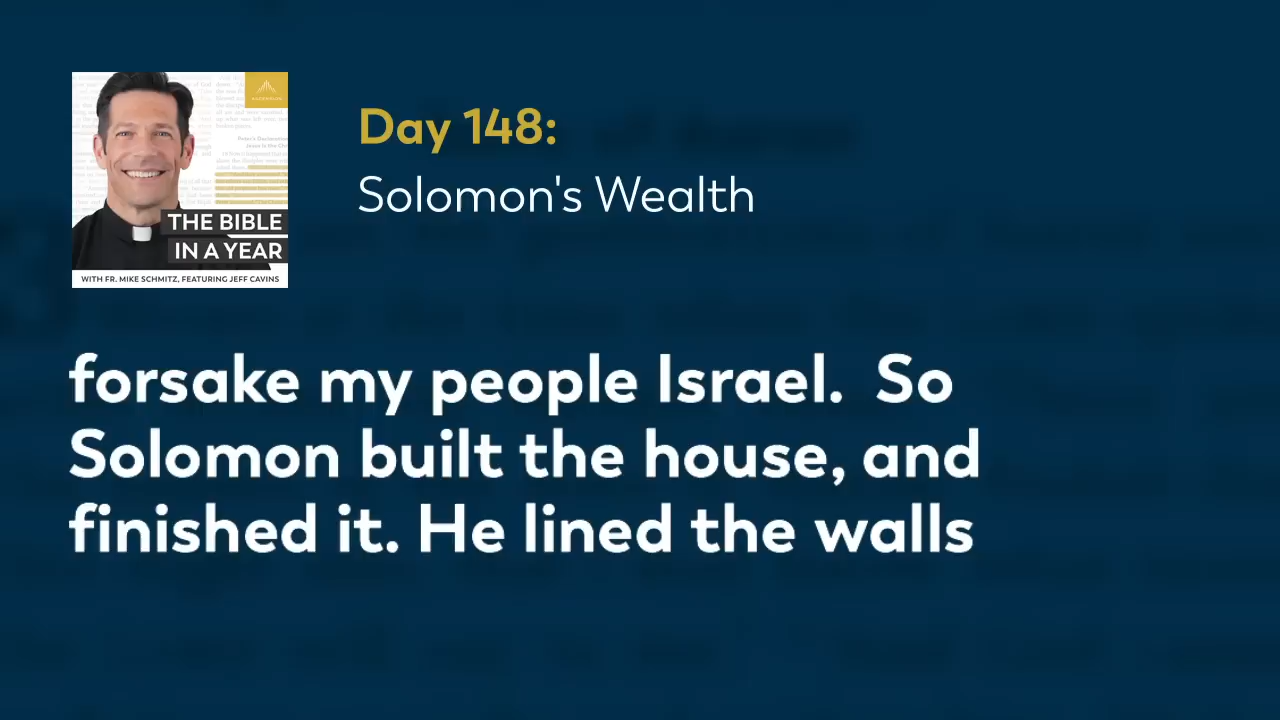 THE BIBLE
IN A YEAR
WITH FR. MIKE SCHMITZ, FEATURING JEFF CAVINS
Day 148:
Solomon's Wealth
forsake my people Israel.  So
Solomon built the house, and
finished it. He lined the walls